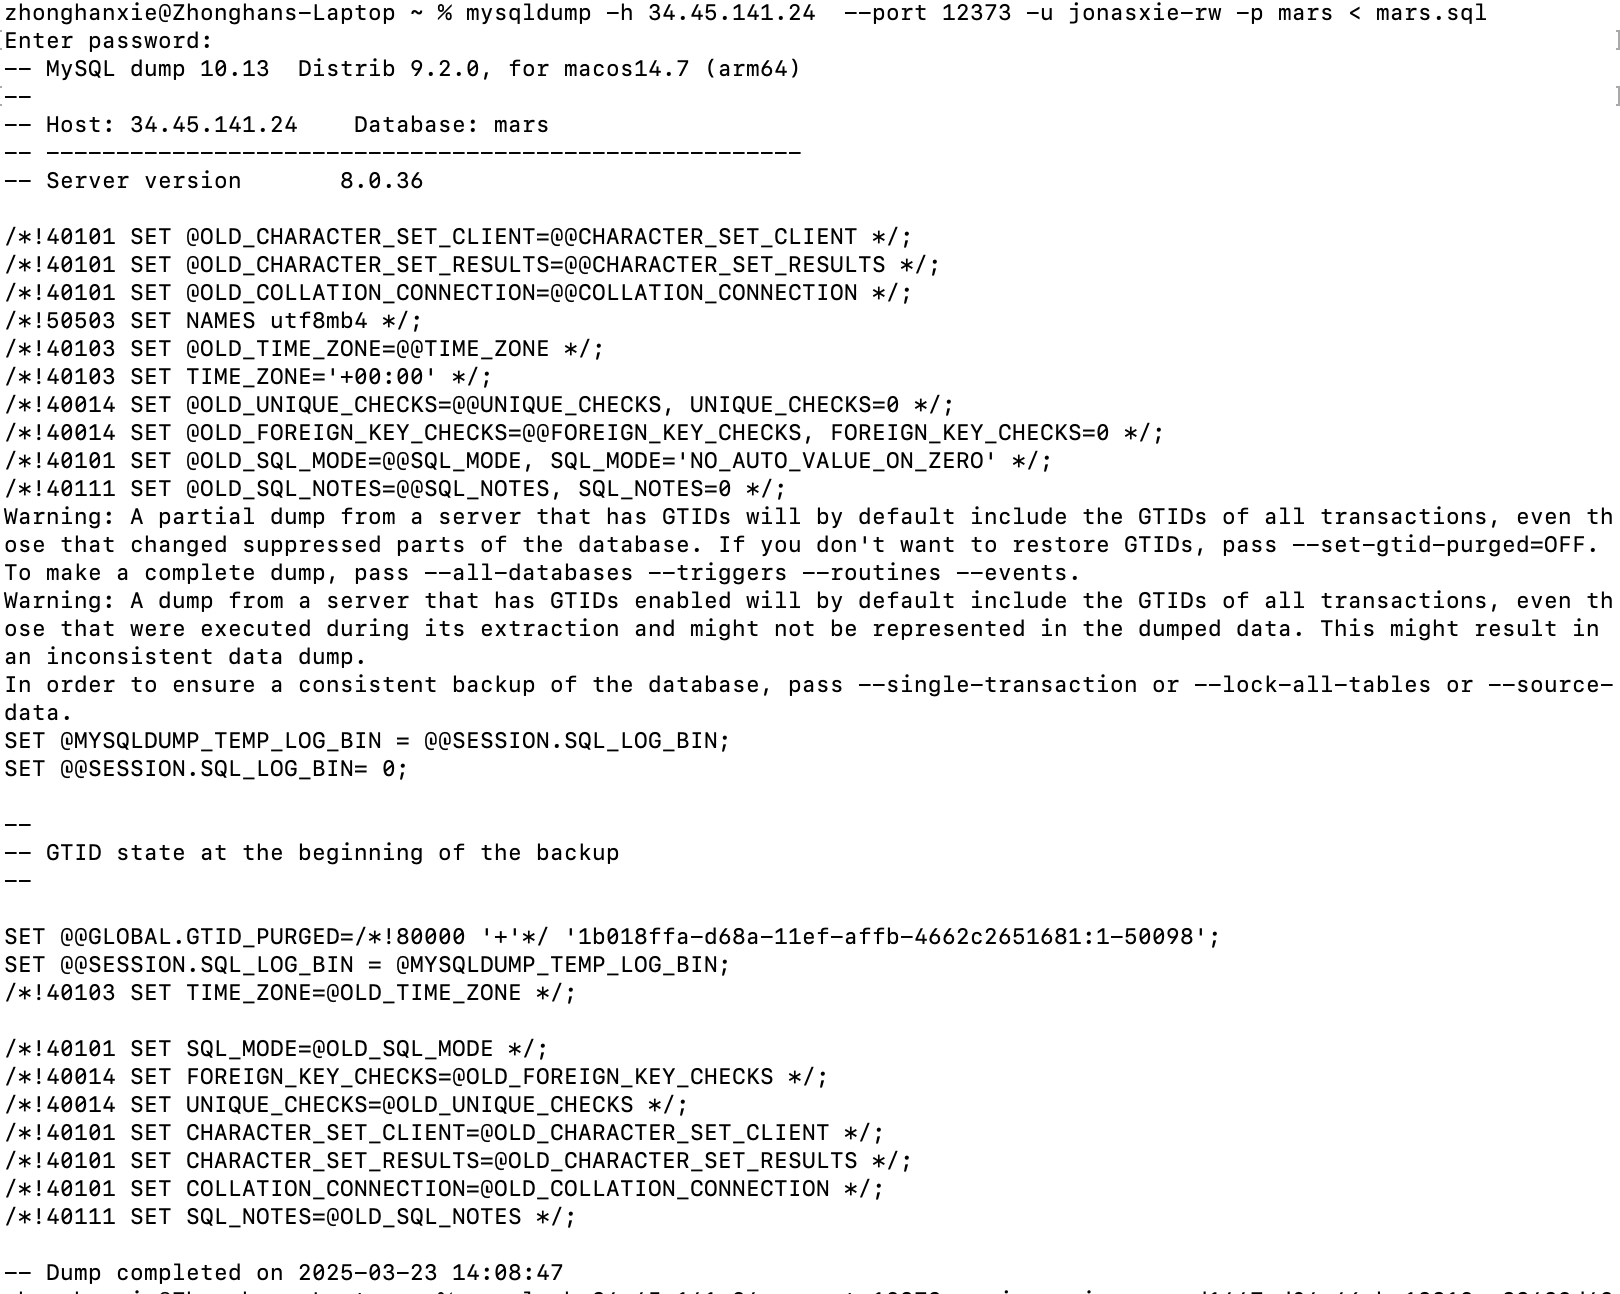 zhonghanxie@Zhonghans-Laptop ~ % mysqldump -h 34.45.141.24  --port 12373 -u jonasxie-rw -p mars < mars.sql
Enter password:
-- MySQL dump 10.13  Distrib 9.2.0, for macos14.7 (arm64)
--
-- Host: 34.45.141.24    Database: mars
-- ------------------------------------------------------
-- Server version       8.0.36

/*!40101 SET @OLD_CHARACTER_SET_CLIENT=@@CHARACTER_SET_CLIENT */;
/*!40101 SET @OLD_CHARACTER_SET_RESULTS=@@CHARACTER_SET_RESULTS */;
/*!40101 SET @OLD_COLLATION_CONNECTION=@@COLLATION_CONNECTION */;
/*!50503 SET NAMES utf8mb4 */;
/*!40103 SET @OLD_TIME_ZONE=@@TIME_ZONE */;
/*!40103 SET TIME_ZONE='+00:00' */;
/*!40014 SET @OLD_UNIQUE_CHECKS=@@UNIQUE_CHECKS, UNIQUE_CHECKS=0 */;
/*!40014 SET @OLD_FOREIGN_KEY_CHECKS=@@FOREIGN_KEY_CHECKS, FOREIGN_KEY_CHECKS=0 */;
/*!40101 SET @OLD_SQL_MODE=@@SQL_MODE, SQL_MODE='NO_AUTO_VALUE_ON_ZERO' */;
/*!40111 SET @OLD_SQL_NOTES=@@SQL_NOTES, SQL_NOTES=0 */;
Warning: A partial dump from a server that has GTIDs will by default include the GTIDs of all transactions, even th
ose that changed suppressed parts of the database. If you don't want to restore GTIDs, pass --set-gtid-purged=OFF.
To make a complete dump, pass --all-databases --triggers --routines --events.
Warning: A dump from a server that has GTIDs enabled will by default include the GTIDs of all transactions, even th
ose that were executed during its extraction and might not be represented in the dumped data. This might result in
an inconsistent data dump.
In order to ensure a consistent backup of the database, pass --single-transaction or --lock-all-tables or --source-
data.
SET @MYSQLDUMP_TEMP_LOG_BIN = @@SESSION.SQL_LOG_BIN;
SET @@SESSION.SQL_LOG_BIN= 0;

--
-- GTID state at the beginning of the backup
--

SET @@GLOBAL.GTID_PURGED=/*!80000 '+'*/ '1b018ffa-d68a-11ef-affb-4662c2651681:1-50098';
SET @@SESSION.SQL_LOG_BIN = @MYSQLDUMP_TEMP_LOG_BIN;
/*!40103 SET TIME_ZONE=@OLD_TIME_ZONE */;

/*!40101 SET SQL_MODE=@OLD_SQL_MODE */;
/*!40014 SET FOREIGN_KEY_CHECKS=@OLD_FOREIGN_KEY_CHECKS */;
/*!40014 SET UNIQUE_CHECKS=@OLD_UNIQUE_CHECKS */;
/*!40101 SET CHARACTER_SET_CLIENT=@OLD_CHARACTER_SET_CLIENT */;
/*!40101 SET CHARACTER_SET_RESULTS=@OLD_CHARACTER_SET_RESULTS */;
/*!40101 SET COLLATION_CONNECTION=@OLD_COLLATION_CONNECTION */;
/*!40111 SET SQL_NOTES=@OLD_SQL_NOTES */;

-- Dump completed on 2025-03-23 14:08:47